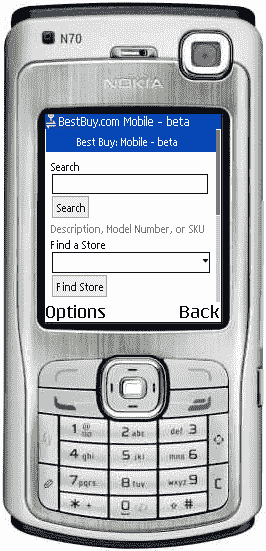 N70
NOKIA
BestBuy.com Mobile - beta
Best Buy: Mobile - beta
Search
Search
Description, Model Number, or SKU
Find a Store
Find Store
Options Back
1 2 abc def 3
4 ghi 5 jkl mno 6
7 pqrs 8 tuv wxyz 9 C
* + 0 #